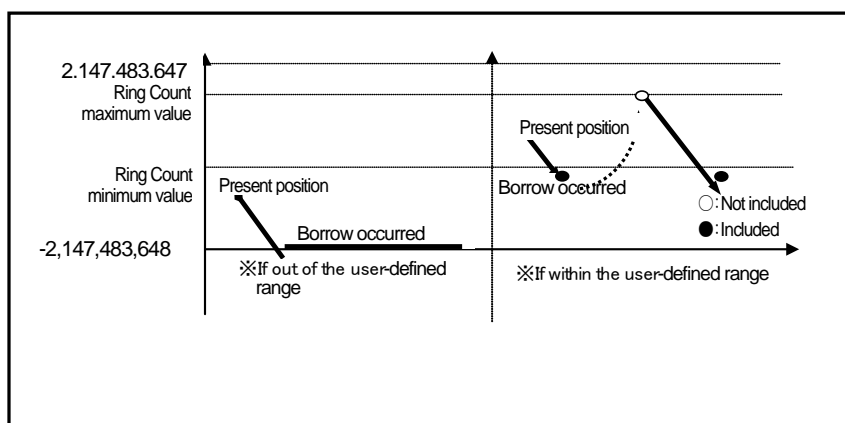 2.147.483.647
Ring Count
maximum value
Ring Count
minimum value
-2,147,483,648
Present position
Borrow occurred
※If out of the user-defined
range
Present position
Borrow occurred
○: Not included
●: Included
※If within the user-defined range